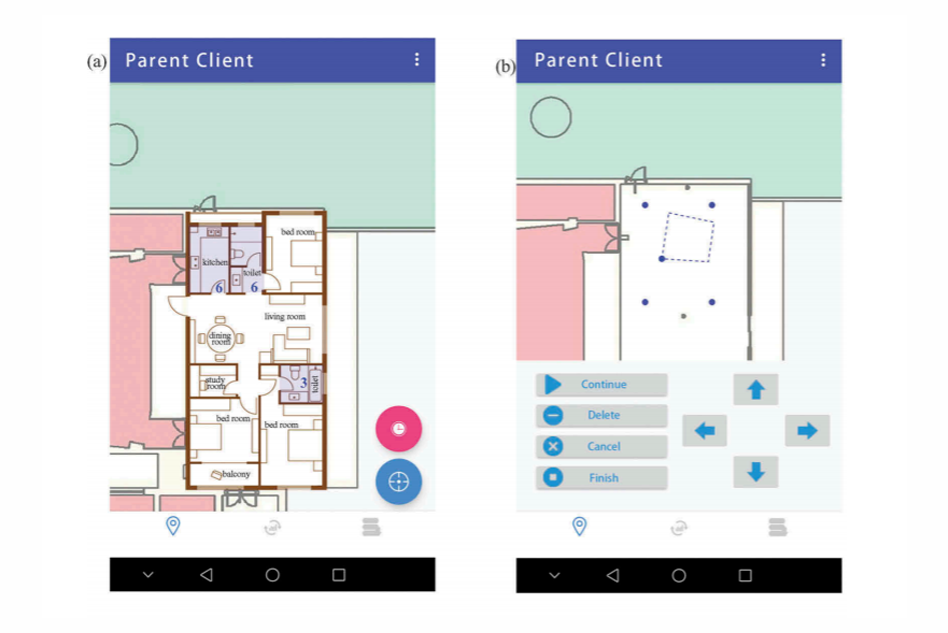 (a)
Parent Client
bed room
kitchen
toilet
6
6
living room
dining
room
study
room
3
toilet
bed room
bed room
balcony
(b)
Parent Client
Continue
Delete
Cancel
Finish